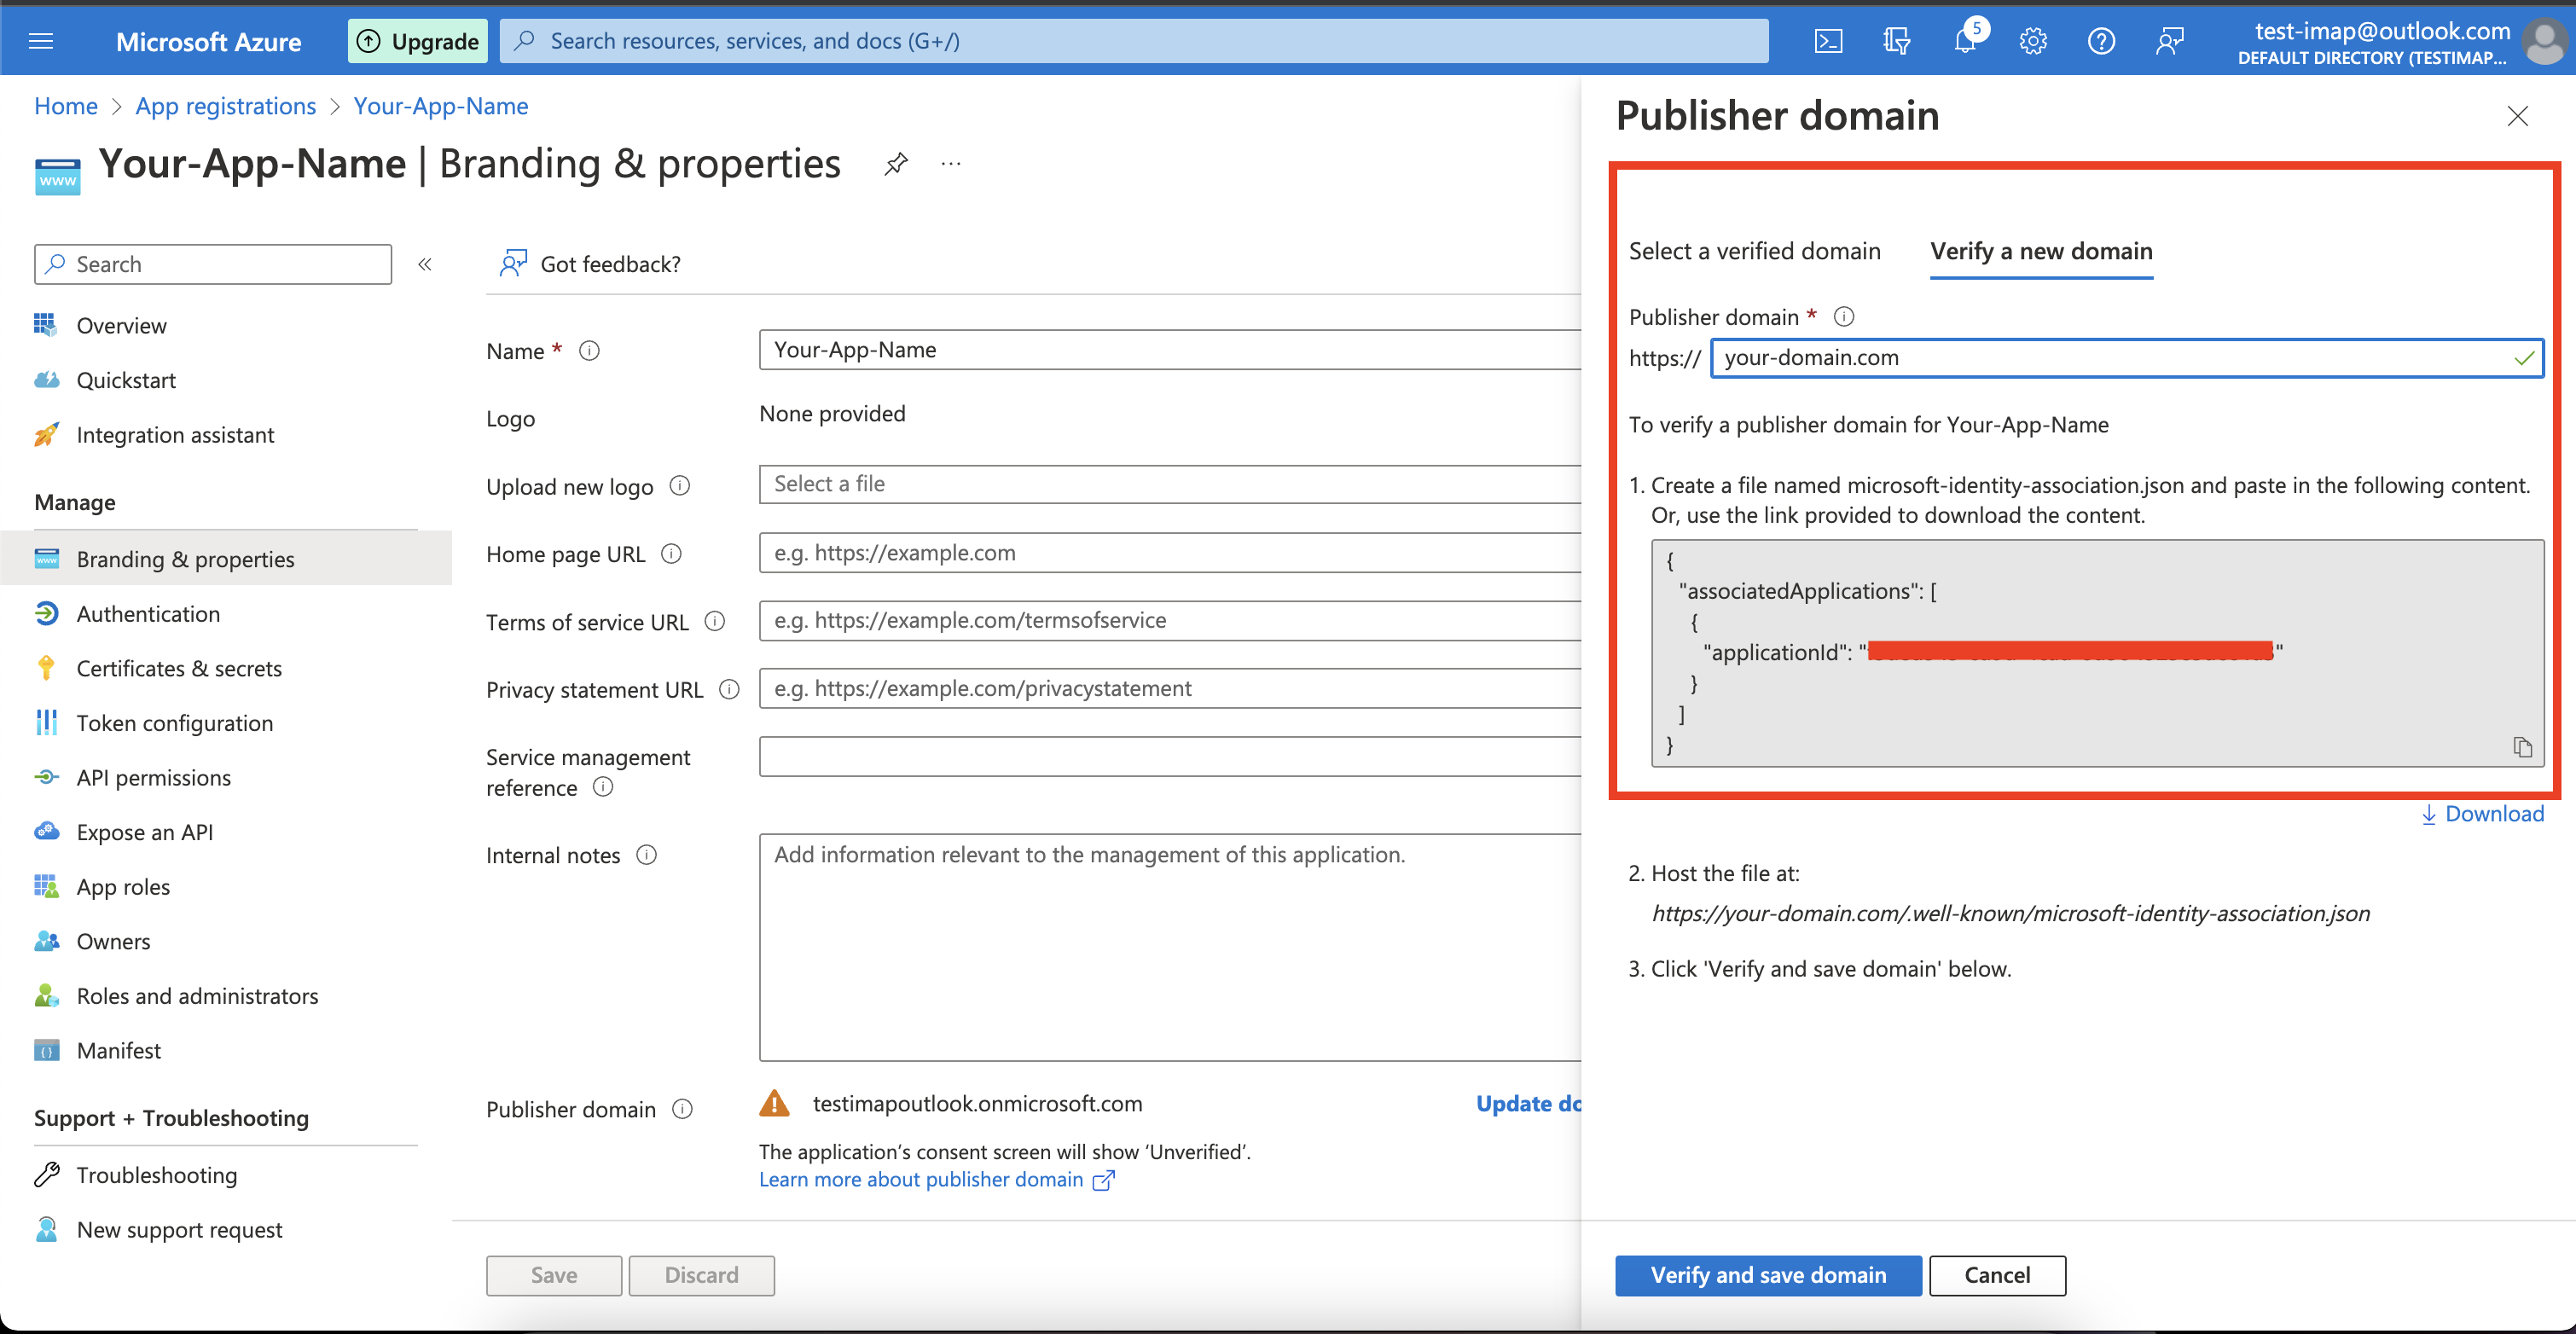 Microsoft Azure
Upgrade
Search resources, services, and docs (G+/)
5
test-imap@outlook.com
DEFAULT DIRECTORY (TESTIMAP...
Home > App registrations > Your-App-Name
www
Your-App-Name | Branding & properties
...
Search
«
Overview
Quickstart
Integration assistant
Manage
Branding & properties
Authentication
Certificates & secrets
Token configuration
API permissions
Expose an API
App roles
Owners
Roles and administrators
Manifest
Support + Troubleshooting
Troubleshooting
New support request
Got feedback?
Name *
Your-App-Name
Logo
None provided
Upload new logo
Select a file
Home page URL
e.g. https://example.com
Terms of service URL
e.g. https://example.com/termsofservice
Privacy statement URL
e.g. https://example.com/privacystatement
Service management
reference
Internal notes
Add information relevant to the management of this application.
Publisher domain
testimapoutlook.onmicrosoft.com
Update do
The application's consent screen will show 'Unverified'.
Learn more about publisher domain
Save
Discard
Publisher domain
Select a verified domain
Verify a new domain
Publisher domain *
https://
your-domain.com
To verify a publisher domain for Your-App-Name
1. Create a file named microsoft-identity-association.json and paste in the following content.
Or, use the link provided to download the content.
{
"associatedApplications": [
{
"applicationId": "
"
}
]
}
Download
2. Host the file at:
https://your-domain.com/.well-known/microsoft-identity-association.json
3. Click 'Verify and save domain' below.
Verify and save domain
Cancel